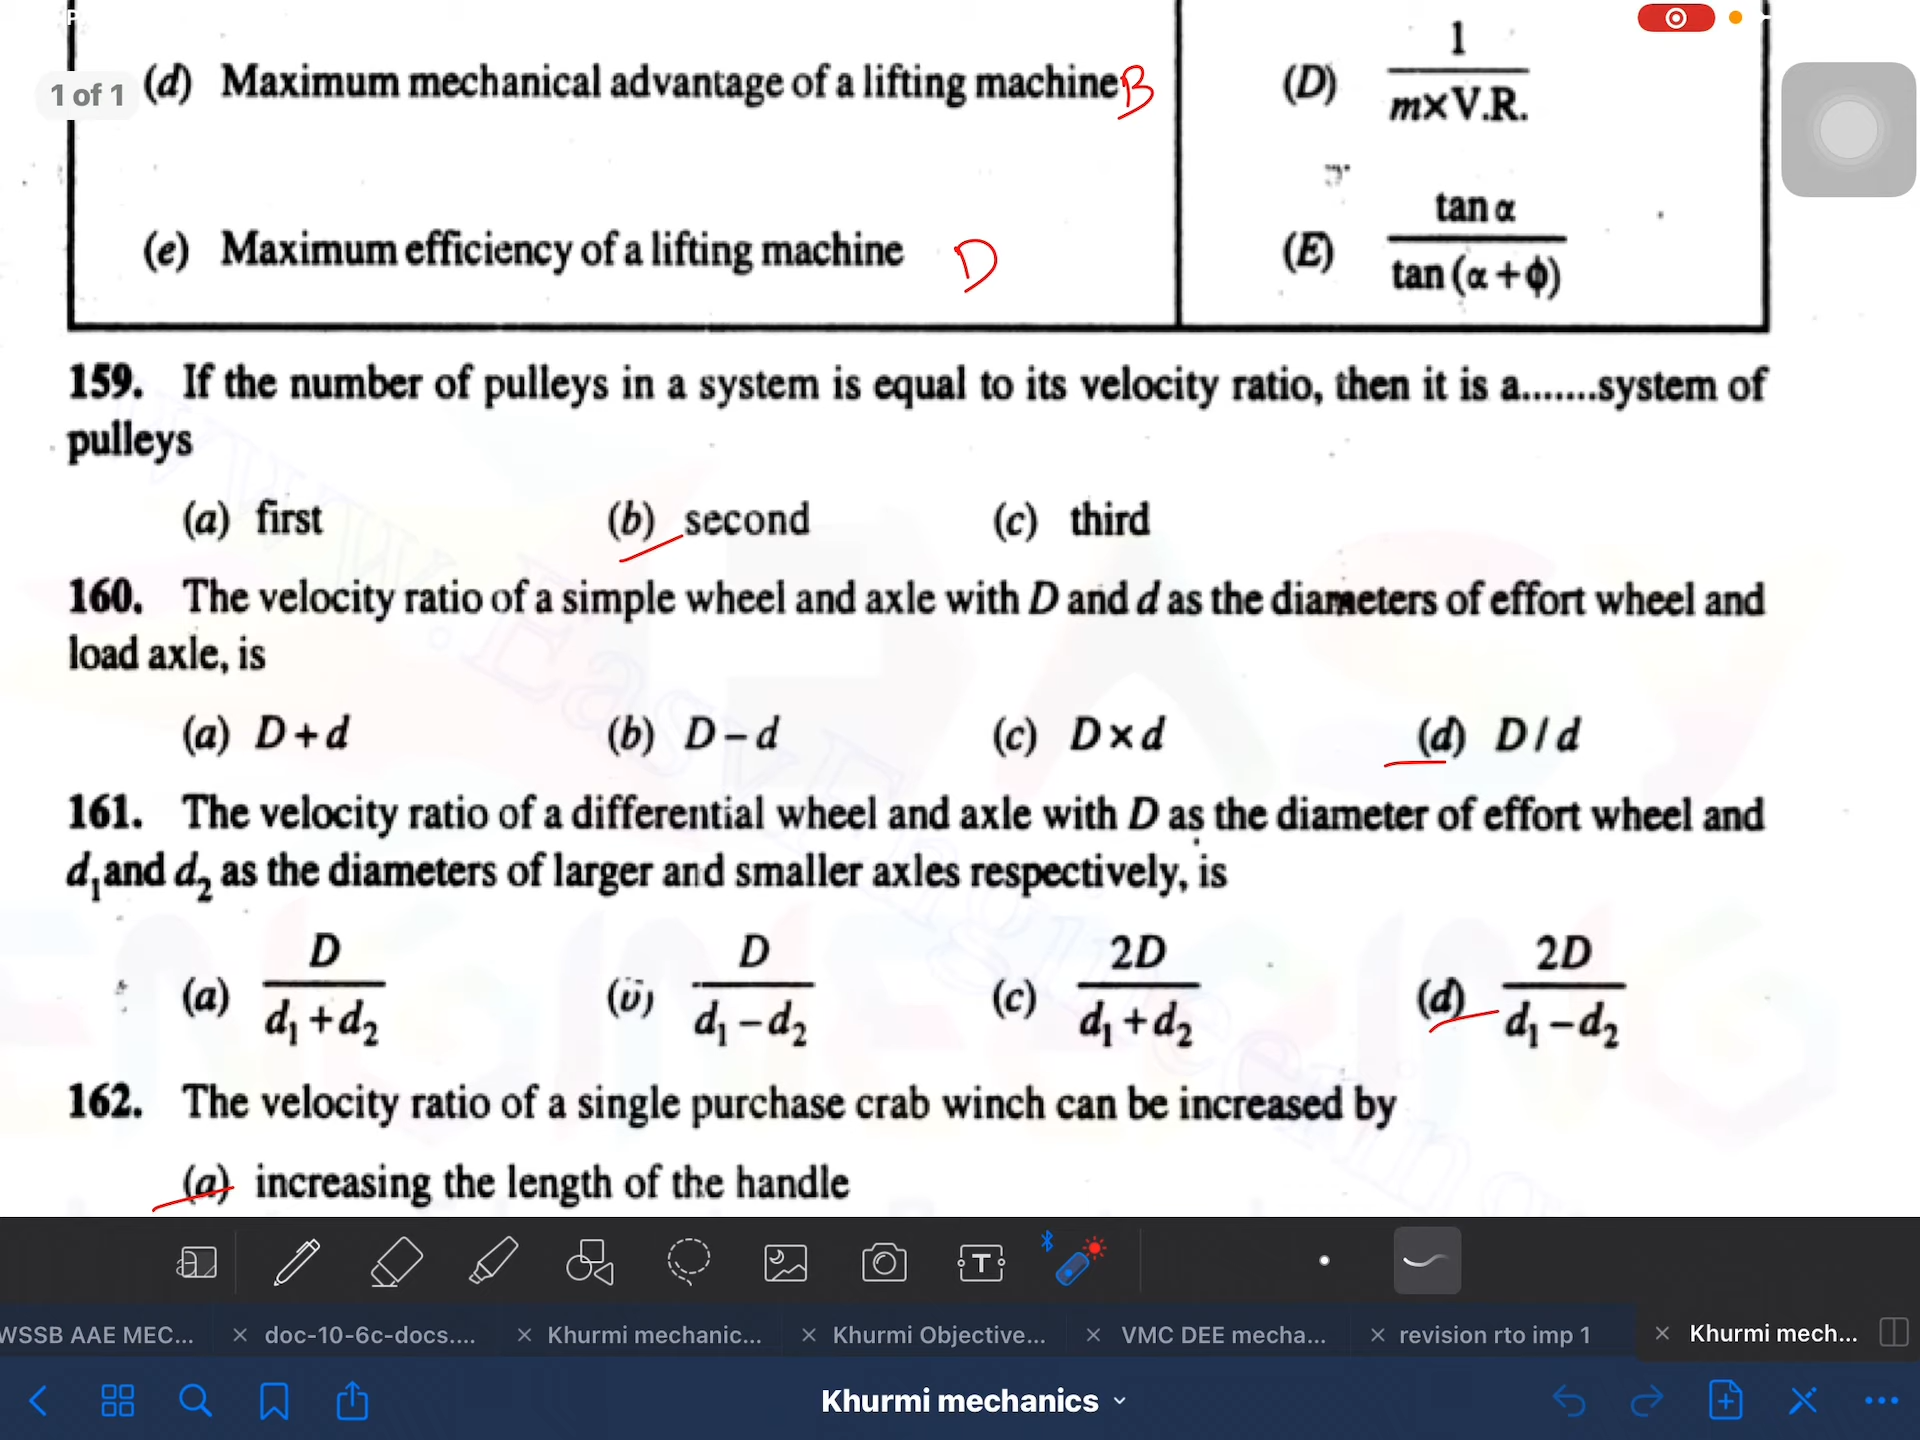 1 of 1
(d) Maximum mechanical advantage of a lifting machine B
(D) 1
m×V.R.
(e) Maximum efficiency of a lifting machine D
(E) tan α
tan (α + ϕ)
159. If the number of pulleys in a system is equal to its velocity ratio, then it is a.......system of
pulleys
(a) first (b) second (c) third
160. The velocity ratio of a simple wheel and axle with D and d as the diameters of effort wheel and
load axle, is
(a) D + d (b) D – d (c) D × d (d) D / d
161. The velocity ratio of a differential wheel and axle with D as the diameter of effort wheel and
d₁ and d₂ as the diameters of larger and smaller axles respectively, is
D D 2D 2D
(a) (b) (c) (d)
d₁ + d₂ d₁ – d₂ d₁ + d₂ d₁ – d₂
162. The velocity ratio of a single purchase crab winch can be increased by
(a) increasing the length of the handle
WSSB AAE MEC... × doc-10-6c-docs.... × Khurmi mechanic... × Khurmi Objective... × VMC DEE mecha... × revision rto imp 1 × Khurmi mech...
Khurmi mechanics